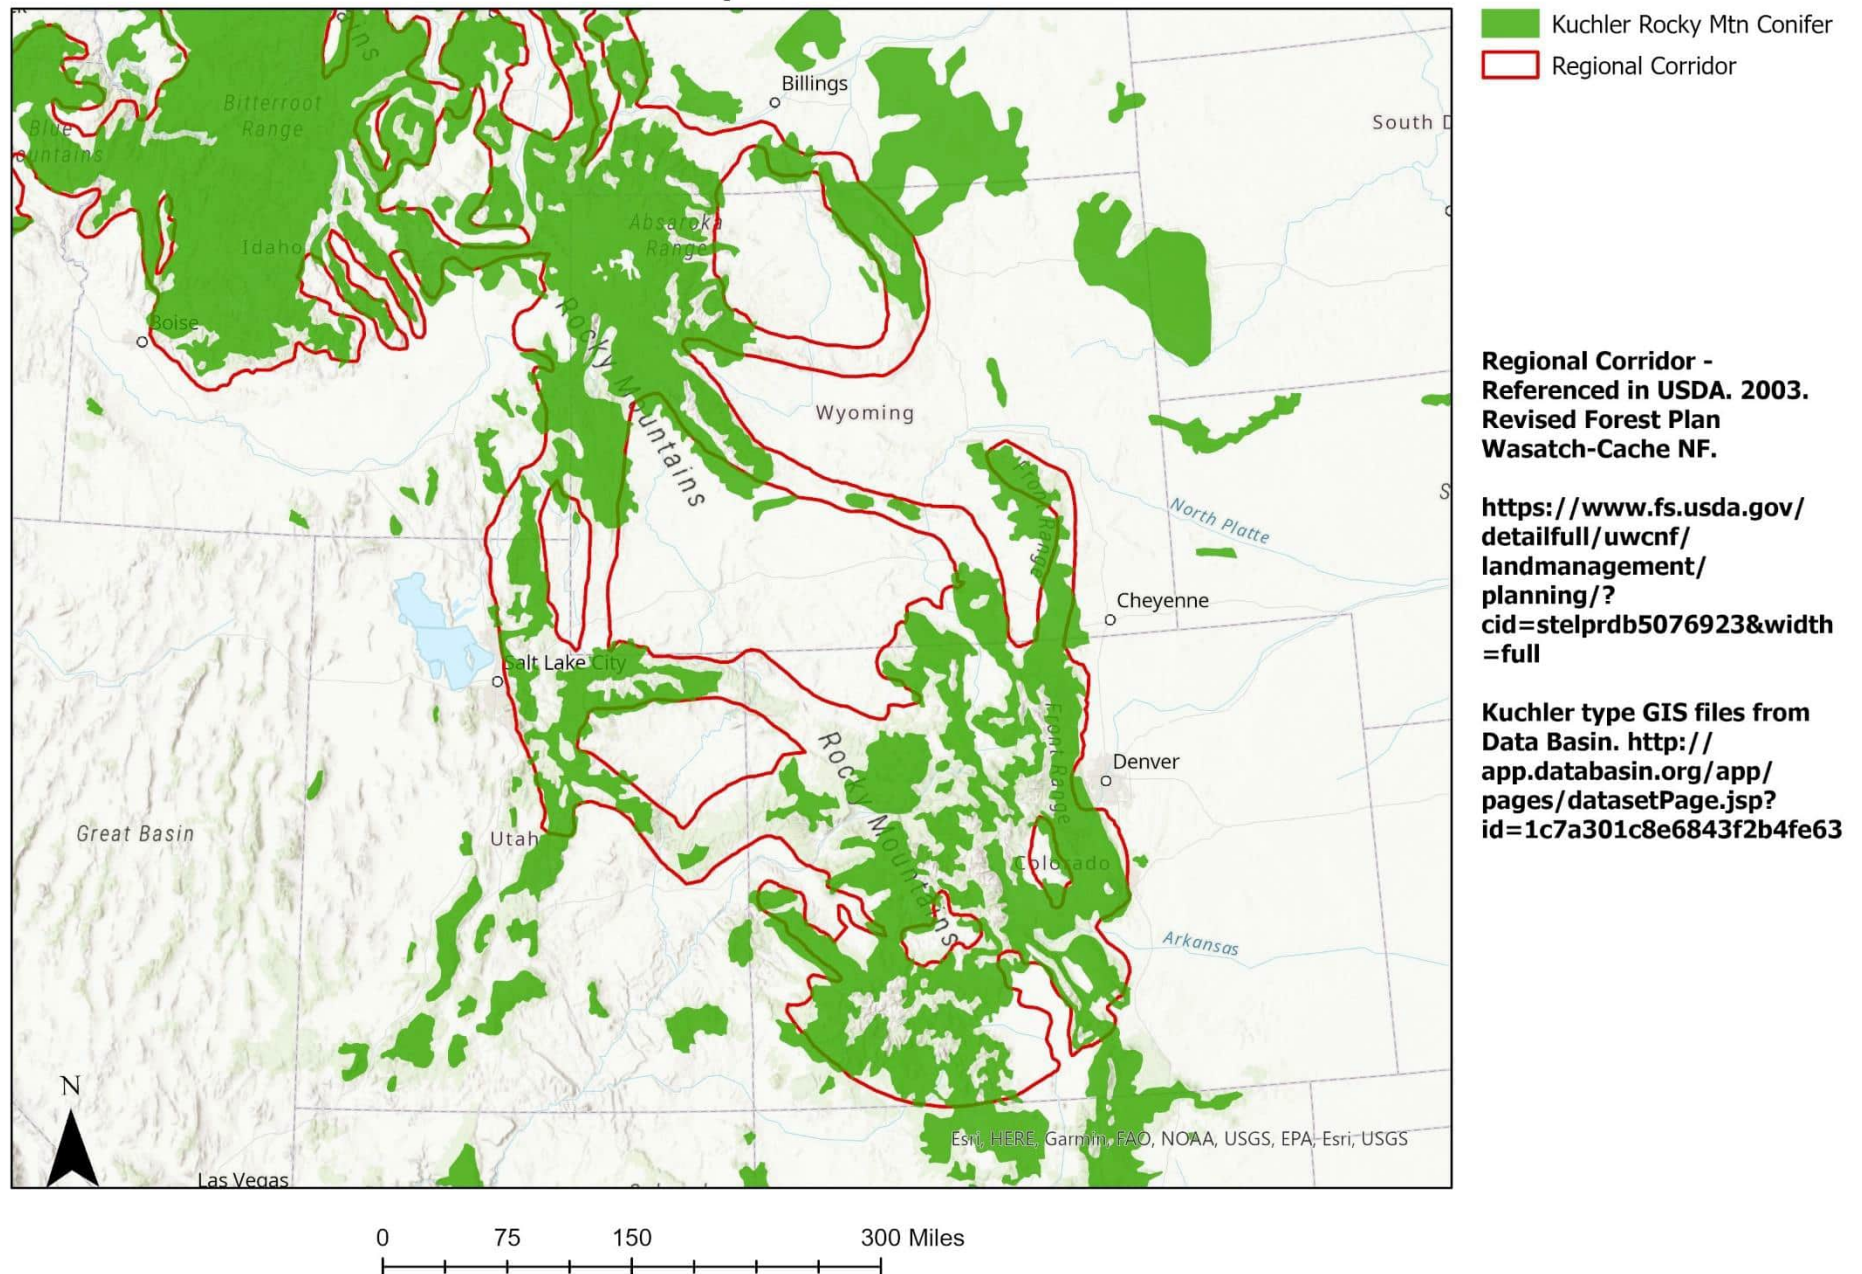 Kuchler Rocky Mtn Conifer
Regional Corridor
Billings
South D
Bitterroot
Range
Blue
ountains
Absaroka
Range
Idaho
Boise
Rocky Mountains
Wyoming
Front Range
North Platte
Cheyenne
Salt Lake City
Front Range
Rocky Mountains
Denver
Great Basin
Utah
Colorado
Arkansas
N
Las Vegas
Esri, HERE, Garmin, FAO, NOAA, USGS, EPA, Esri, USGS
0 75 150 300 Miles
Regional Corridor -
Referenced in USDA. 2003.
Revised Forest Plan
Wasatch-Cache NF.
https://www.fs.usda.gov/
detailfull/uwcnf/
landmanagement/
planning/?
cid=stelprdb5076923&width
=full
Kuchler type GIS files from
Data Basin. http://
app.databasin.org/app/
pages/datasetPage.jsp?
id=1c7a301c8e6843f2b4fe63